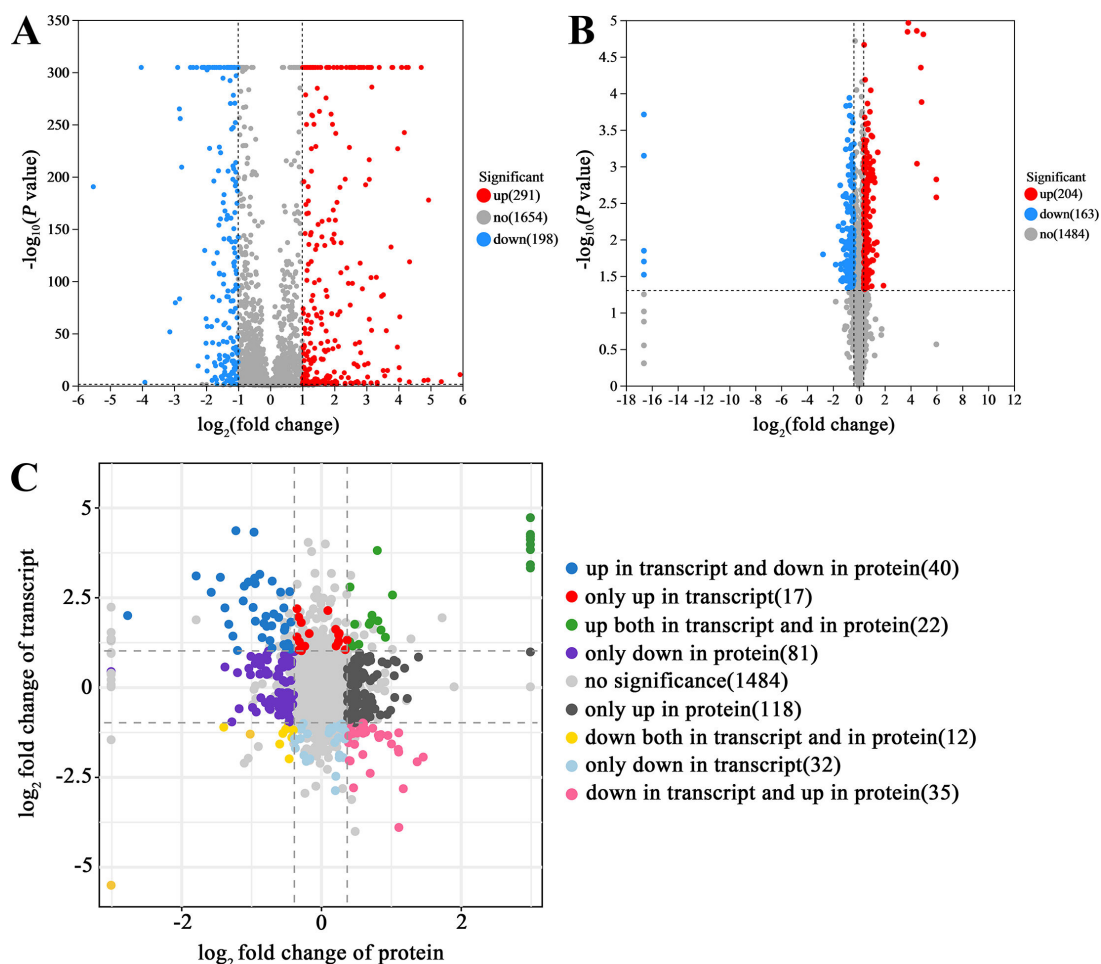 A
350
300
250
200
150
100
50
0
-6 -5 -4 -3 -2 -1 0 1 2 3 4 5 6
-log10(P value)
log2(fold change)
Significant
up(291)
no(1654)
down(198)
B
5
4.5
4
3.5
3
2.5
2
1.5
1
0.5
0
-18 -16 -14 -12 -10 -8 -6 -4 -2 0 2 4 6 8 10 12
-log10(P value)
log2(fold change)
Significant
up(204)
down(163)
no(1484)
C
5
2.5
0
-2.5
-5
-2 0 2
log2 fold change of transcript
log2 fold change of protein
up in transcript and down in protein(40)
only up in transcript(17)
up both in transcript and in protein(22)
only down in protein(81)
no significance(1484)
only up in protein(118)
down both in transcript and in protein(12)
only down in transcript(32)
down in transcript and up in protein(35)